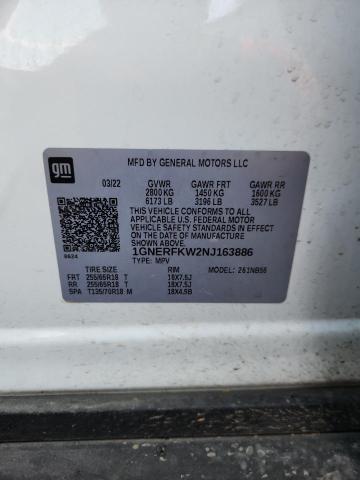 gm
MFD BY GENERAL MOTORS LLC
03/22 GVWR GAWR FRT GAWR RR
2800 KG 1450 KG 1600 KG
6173 LB 3196 LB 3527 LB
THIS VEHICLE CONFORMS TO ALL APPLICABLE
U.S. FEDERAL MOTOR VEHICLE SAFETY
STANDARDS IN EFFECT ON THE DATE OF
MANUFACTURE SHOWN ABOVE.
1GNERFKW2NJ163886
8624 TYPE: MPV MODEL: 261NB56
TIRE SIZE RIM
FRT 255/65R18 T 18X7.5J
RR 255/65R18 T 18X7.5J
SPA T135/70R18 M 18X4.5B